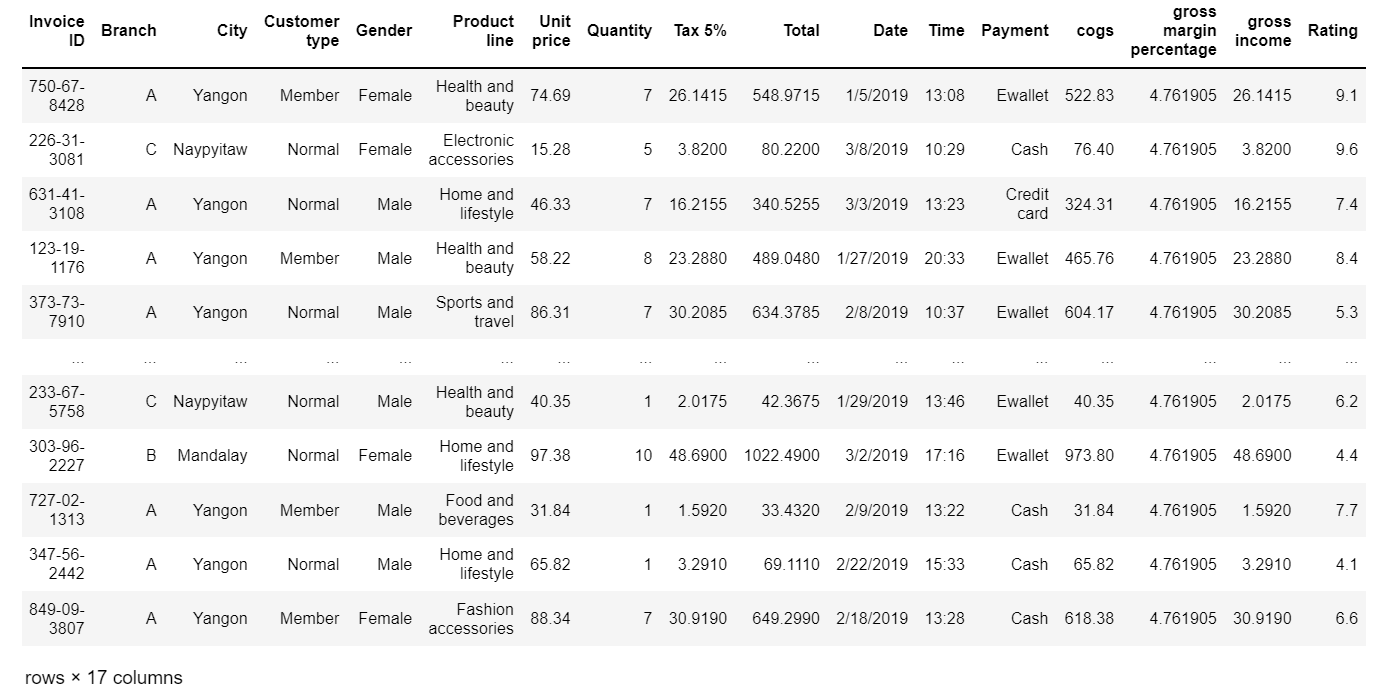 Invoice ID Branch City Customer type Gender Product line Unit price Quantity Tax 5% Total Date Time Payment cogs gross margin percentage gross income Rating
750-67-8428 A Yangon Member Female Health and beauty 74.69 7 26.1415 548.9715 1/5/2019 13:08 Ewallet 522.83 4.761905 26.1415 9.1
226-31-3081 C Naypyitaw Normal Female Electronic accessories 15.28 5 3.8200 80.2200 3/8/2019 10:29 Cash 76.40 4.761905 3.8200 9.6
631-41-3108 A Yangon Normal Male Home and lifestyle 46.33 7 16.2155 340.5255 3/3/2019 13:23 Credit card 324.31 4.761905 16.2155 7.4
123-19-1176 A Yangon Member Male Health and beauty 58.22 8 23.2880 489.0480 1/27/2019 20:33 Ewallet 465.76 4.761905 23.2880 8.4
373-73-7910 A Yangon Normal Male Sports and travel 86.31 7 30.2085 634.3785 2/8/2019 10:37 Ewallet 604.17 4.761905 30.2085 5.3
... ... ... ... ... ... ... ... ... ... ... ... ... ... ... ... ...
233-67-5758 C Naypyitaw Normal Male Health and beauty 40.35 1 2.0175 42.3675 1/29/2019 13:46 Ewallet 40.35 4.761905 2.0175 6.2
303-96-2227 B Mandalay Normal Female Home and lifestyle 97.38 10 48.6900 1022.4900 3/2/2019 17:16 Ewallet 973.80 4.761905 48.6900 4.4
727-02-1313 A Yangon Member Male Food and beverages 31.84 1 1.5920 33.4320 2/9/2019 13:22 Cash 31.84 4.761905 1.5920 7.7
347-56-2442 A Yangon Normal Male Home and lifestyle 65.82 1 3.2910 69.1110 2/22/2019 15:33 Cash 65.82 4.761905 3.2910 4.1
849-09-3807 A Yangon Member Female Fashion accessories 88.34 7 30.9190 649.2990 2/18/2019 13:28 Cash 618.38 4.761905 30.9190 6.6
rows × 17 columns